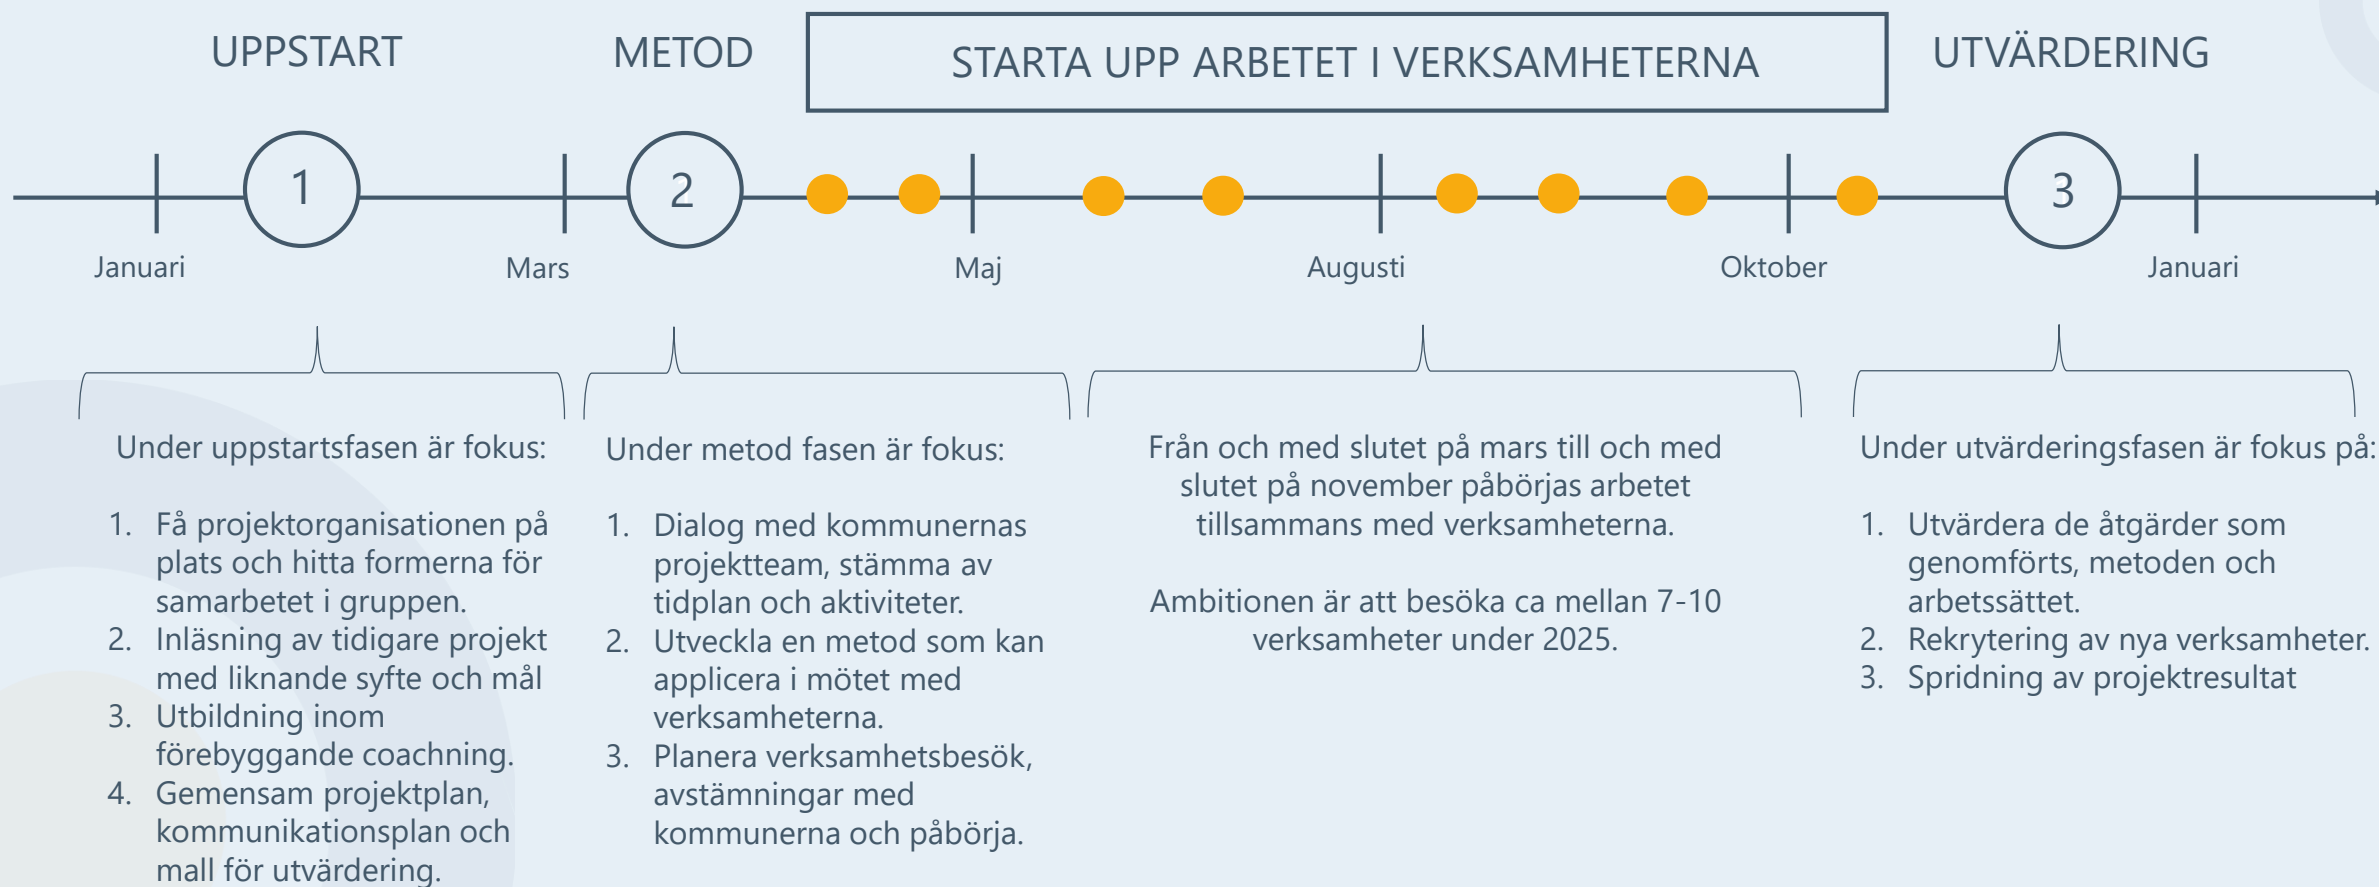 UPPSTART
METOD
STARTA UPP ARBETET I VERKSAMHETERNA
UTVÄRDERING
1
2
3
Januari
Mars
Maj
Augusti
Oktober
Januari
Under uppstartsfasen är fokus:
1. Få projektorganisationen på
plats och hitta formerna för
samarbetet i gruppen.
2. Inläsning av tidigare projekt
med liknande syfte och mål
3. Utbildning inom
förebyggande coachning.
4. Gemensam projektplan,
kommunikationsplan och
mall för utvärdering.
Under metod fasen är fokus:
1. Dialog med kommunernas
projektteam, stämma av
tidplan och aktiviteter.
2. Utveckla en metod som kan
applicera i mötet med
verksamheterna.
3. Planera verksamhetsbesök,
avstämningar med
kommunerna och påbörja.
Från och med slutet på mars till och med
slutet på november påbörjas arbetet
tillsammans med verksamheterna.
Ambitionen är att besöka ca mellan 7-10
verksamheter under 2025.
Under utvärderingsfasen är fokus på:
1. Utvärdera de åtgärder som
genomförts, metoden och
arbetssättet.
2. Rekrytering av nya verksamheter.
3. Spridning av projektresultat